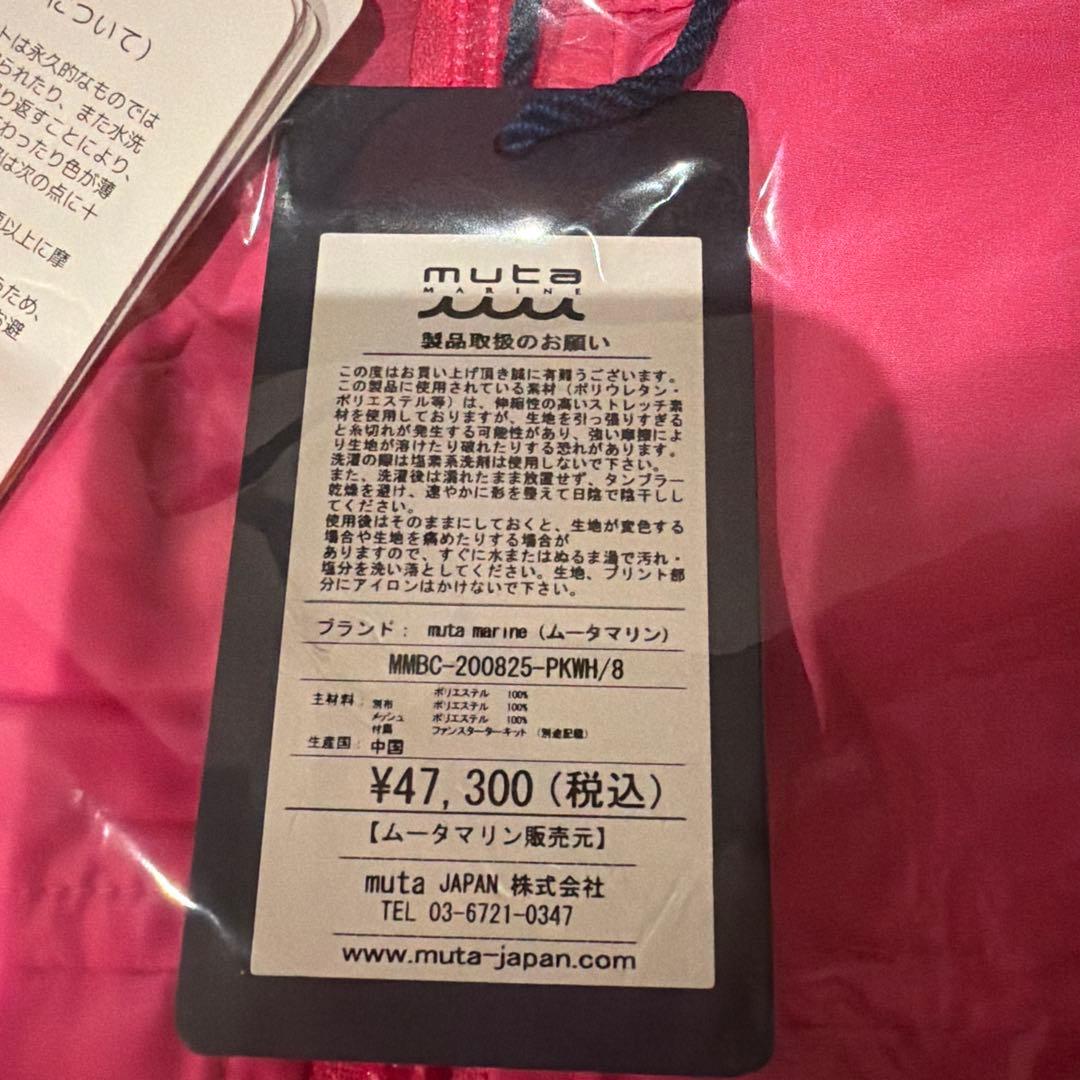 について）
トは永久的なものでは
られたり、また水洗
り返すことにより、
わったり色が薄
は次の点に十
以上に摩
ため、
避
muta
MARINE
製品取扱のお願い
この度はお買い上げ頂き誠に有難うございます。
この製品に使用されている素材（ポリウレタン・
ポリエステル等）は、伸縮性の高いストレッチ素
材を使用しておりますが、生地を引っ張りすぎる
と糸切れが発生する可能性があり、強い摩擦によ
り生地が溶けたり破れたりする恐れがあります。
洗濯の際は塩素系洗剤は使用しないで下さい。
また、洗濯後は濡れたまま放置せず、タンブラー
乾燥を避け、速やかに形を整えて日陰で陰干しし
てください。
使用後はそのままにしておくと、生地が変色する
場合や生地を痛めたりする場合が
ありますので、すぐに水またはぬるま湯で汚れ・
塩分を洗い落としてください。生地、プリント部
分にアイロンはかけないで下さい。
ブランド： muta marine（ムータマリン）
MMBC-200825-PKWH/8
主材料： ポリエステル 100%
別布 ポリエステル 100%
メッシュ ポリエステル 100%
付属 ファンスターターキット（別途記載）
生産国：中国
¥47,300（税込）
【ムータマリン販売元】
muta JAPAN 株式会社
TEL 03-6721-0347
www.muta-japan.com